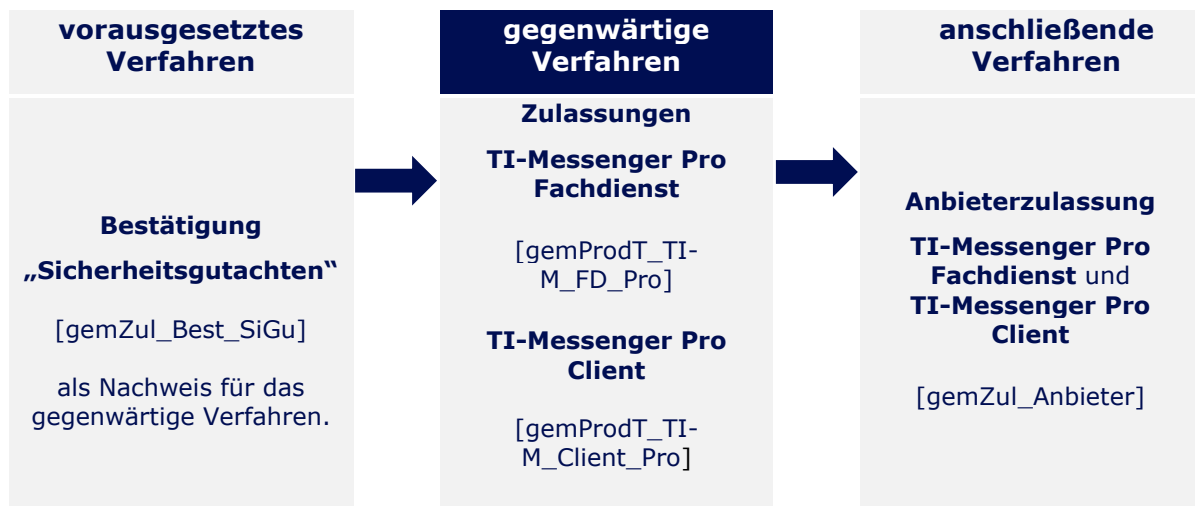 vorausgesetztes
Verfahren
Bestätigung
„Sicherheitsgutachten“
[gemZul_Best_SiGu]
als Nachweis für das
gegenwärtige Verfahren.
gegenwärtige
Verfahren
Zulassungen
TI-Messenger Pro
Fachdienst
[gemProdT_TI-
M_FD_Pro]
TI-Messenger Pro
Client
[gemProdT_TI-
M_Client_Pro]
anschließende
Verfahren
Anbieterzulassung
TI-Messenger Pro
Fachdienst und
TI-Messenger Pro
Client
[gemZul_Anbieter]